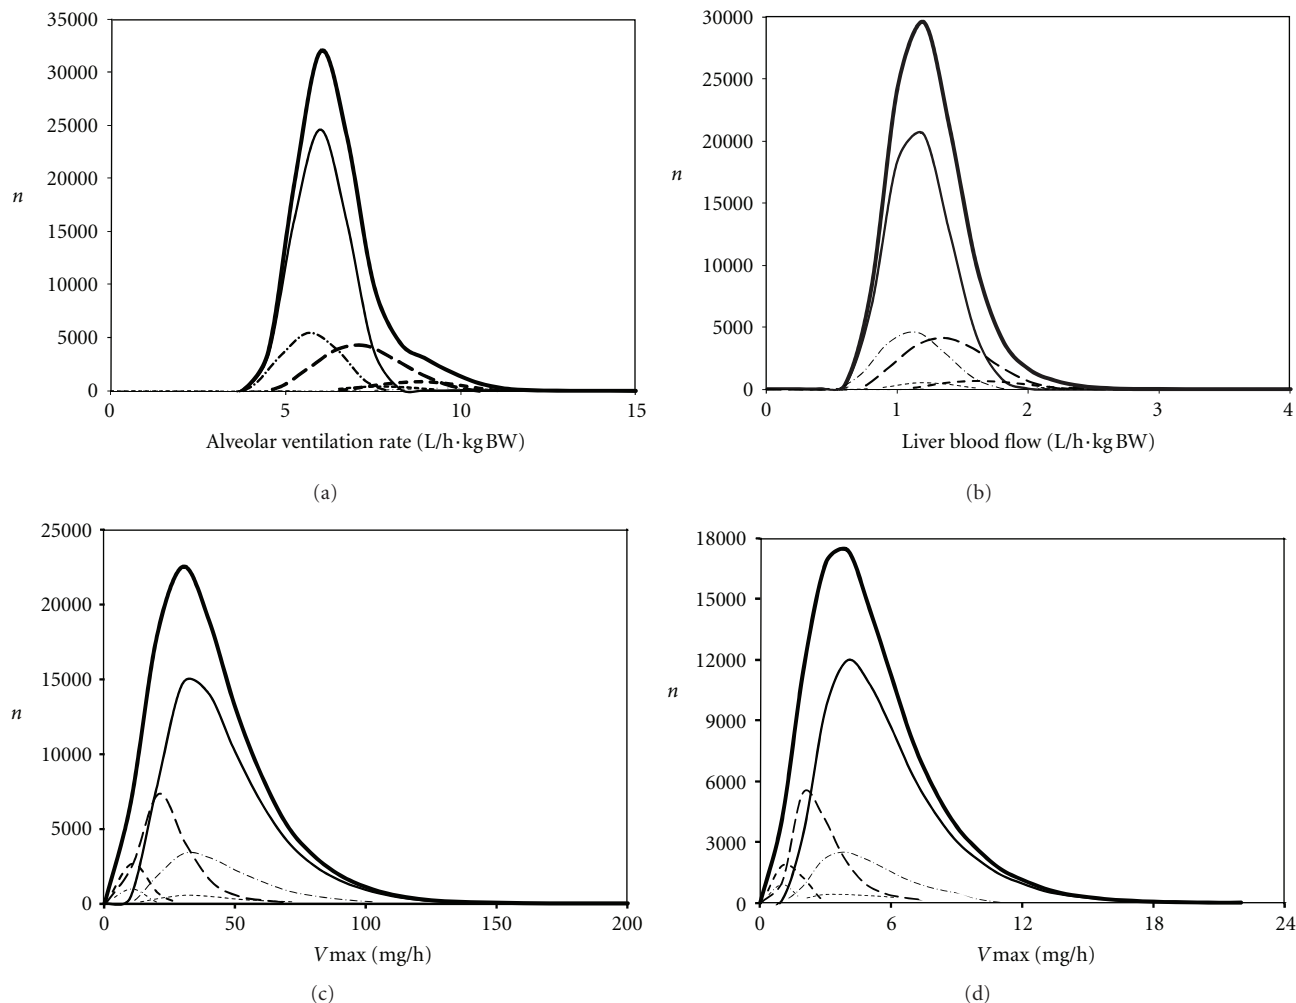 35000
30000
25000
20000
15000
10000
5000
0
n
0 5 10 15
Alveolar ventilation rate (L/h·kg BW)
(a)
30000
25000
20000
15000
10000
5000
0
n
0 1 2 3 4
Liver blood flow (L/h·kg BW)
(b)
25000
20000
15000
10000
5000
0
n
0 50 100 150 200
Vmax (mg/h)
(c)
18000
15000
12000
9000
6000
3000
0
n
0 6 12 18 24
Vmax (mg/h)
(d)